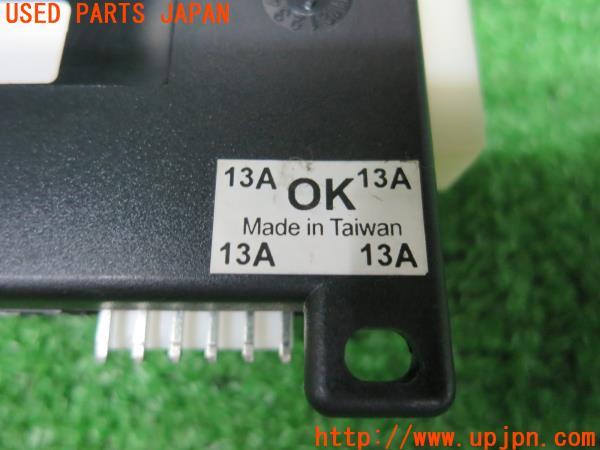 USED PARTS JAPAN
13A OK 13A
Made in Taiwan
13A 13A
http://www.upjpn.com